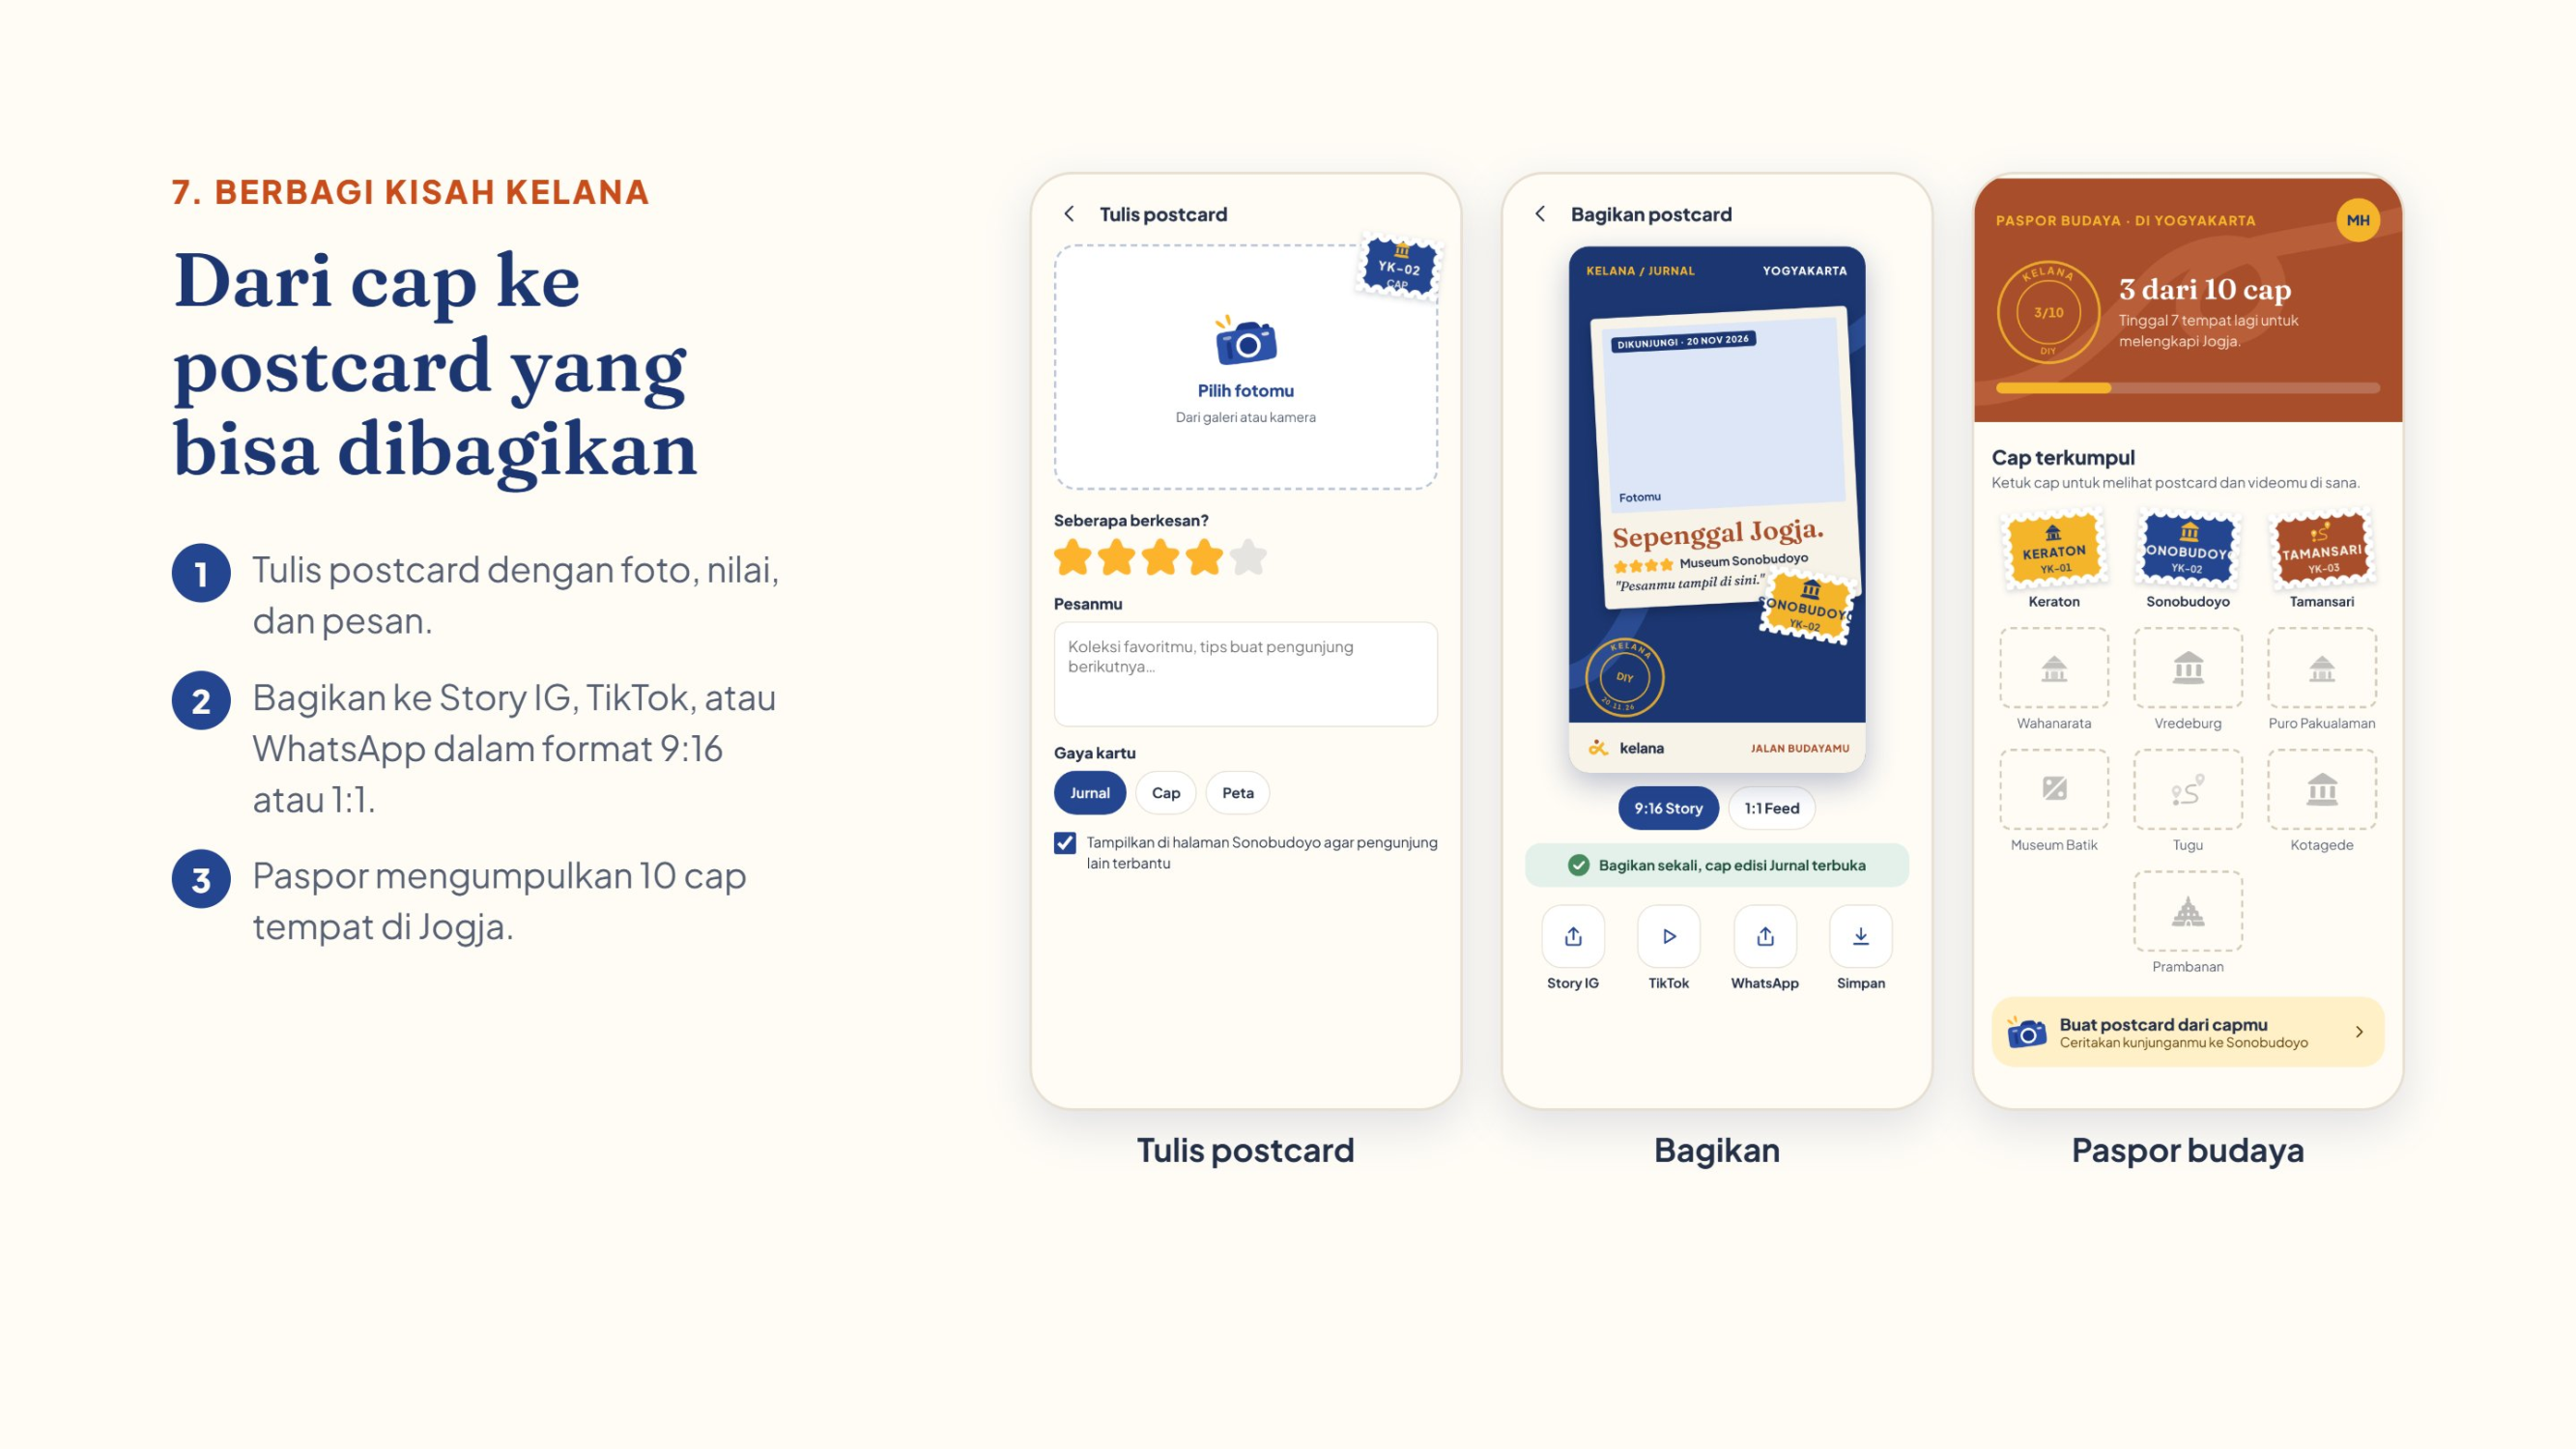 7. BERBAGI KISAH KELANA
Dari cap ke
postcard yang
bisa dibagikan
1 Tulis postcard dengan foto, nilai,
dan pesan.
2 Bagikan ke Story IG, TikTok, atau
WhatsApp dalam format 9:16
atau 1:1.
3 Paspor mengumpulkan 10 cap
tempat di Jogja.
Tulis postcard
YK-02
CAP
Pilih fotomu
Dari galeri atau kamera
Seberapa berkesan?
Pesanmu
Koleksi favoritmu, tips buat pengunjung
berikutnya...
Gaya kartu
Jurnal Cap Peta
Tampilkan di halaman Sonobudoyo agar pengunjung
lain terbantu
Tulis postcard
Bagikan postcard
KELANA / JURNAL YOGYAKARTA
DIKUNJUNGI · 20 NOV 2026
Fotomu
Sepenggal Jogja.
Museum Sonobudoyo
"Pesanmu tampil di sini."
SONOBUDOYO
YK-02
KELANA
DIY
20.11.26
kelana JALAN BUDAYAMU
9:16 Story 1:1 Feed
Bagikan sekali, cap edisi Jurnal terbuka
Story IG TikTok WhatsApp Simpan
Bagikan
PASPOR BUDAYA · DI YOGYAKARTA MH
KELANA
3/10
DIY
3 dari 10 cap
Tinggal 7 tempat lagi untuk
melengkapi Jogja.
Cap terkumpul
Ketuk cap untuk melihat postcard dan videomu di sana.
KERATON ONOBUDOY TAMANSARI
YK-01 YK-02 YK-03
Keraton Sonobudoyo Tamansari
Wahanarata Vredeburg Puro Pakualaman
Museum Batik Tugu Kotagede
Prambanan
Buat postcard dari capmu
Ceritakan kunjunganmu ke Sonobudoyo
Paspor budaya